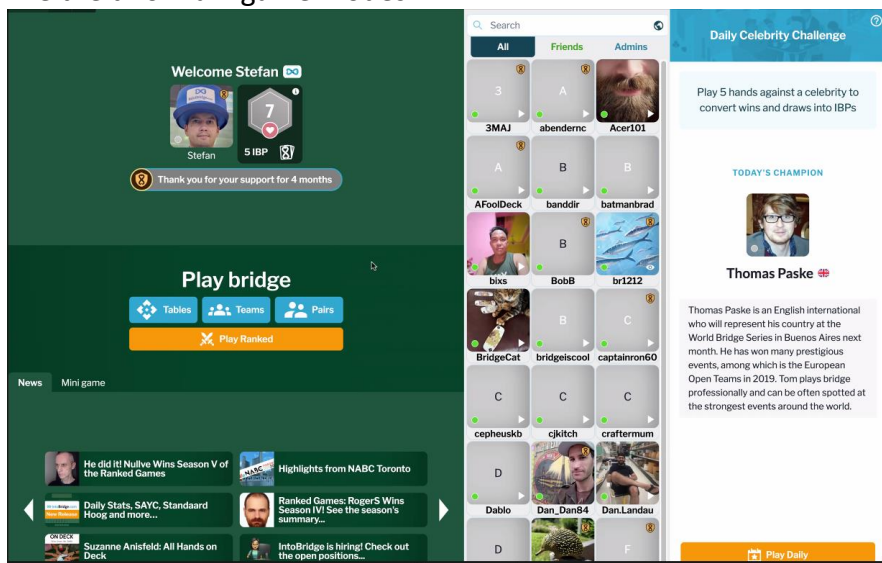 Welcome Stefan
7
Stefan
5 IBP
Thank you for your support for 4 months
Play bridge
Tables
Teams
Pairs
Play Ranked
News
Mini game
He did it! Nullve Wins Season V of
the Ranked Games
Highlights from NABC Toronto
Daily Stats, SAYC, Standaard
Hoog and more...
Ranked Games: RogerS Wins
Season IV! See the season's
summary...
ON DECK
Suzanne Anisfeld: All Hands on
Deck
IntoBridge is hiring! Check out
the open positions...
Search
All
Friends
Admins
3
A
3MAJ
abendernc
Acer101
A
B
B
AFoolDeck
banddir
batmanbrad
B
bixs
BobB
br1212
B
C
BridgeCat
bridgeiscool
captainron60
C
C
C
cepheuskb
cjkitch
craftermum
D
Dablo
Dan_Dan84
Dan.Landau
D
F
Daily Celebrity Challenge
?
Play 5 hands against a celebrity to
convert wins and draws into IBPs
TODAY'S CHAMPION
Thomas Paske
Thomas Paske is an English international
who will represent his country at the
World Bridge Series in Buenos Aires next
month. He has won many prestigious
events, among which is the European
Open Teams in 2019. Tom plays bridge
professionally and can be often spotted at
the strongest events around the world.
Play Daily